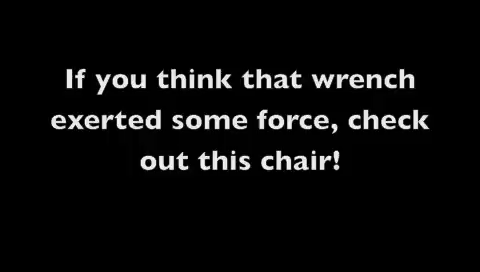 If you think that wrench
exerted some force, check
out this chair!